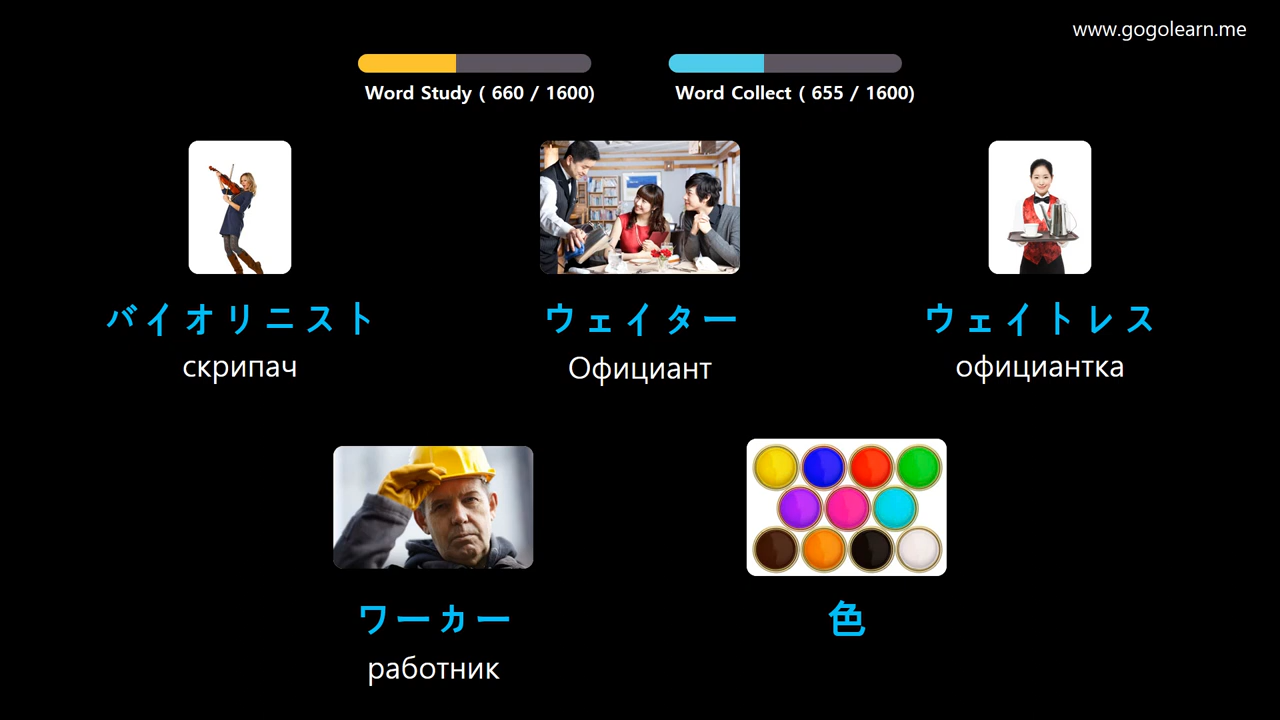 www.gogolearn.me
Word Study ( 660 / 1600)
Word Collect ( 655 / 1600)
バイオリニスト
скрипач
ウェイター
Официант
ウェイトレス
официантка
ワーカー
работник
色